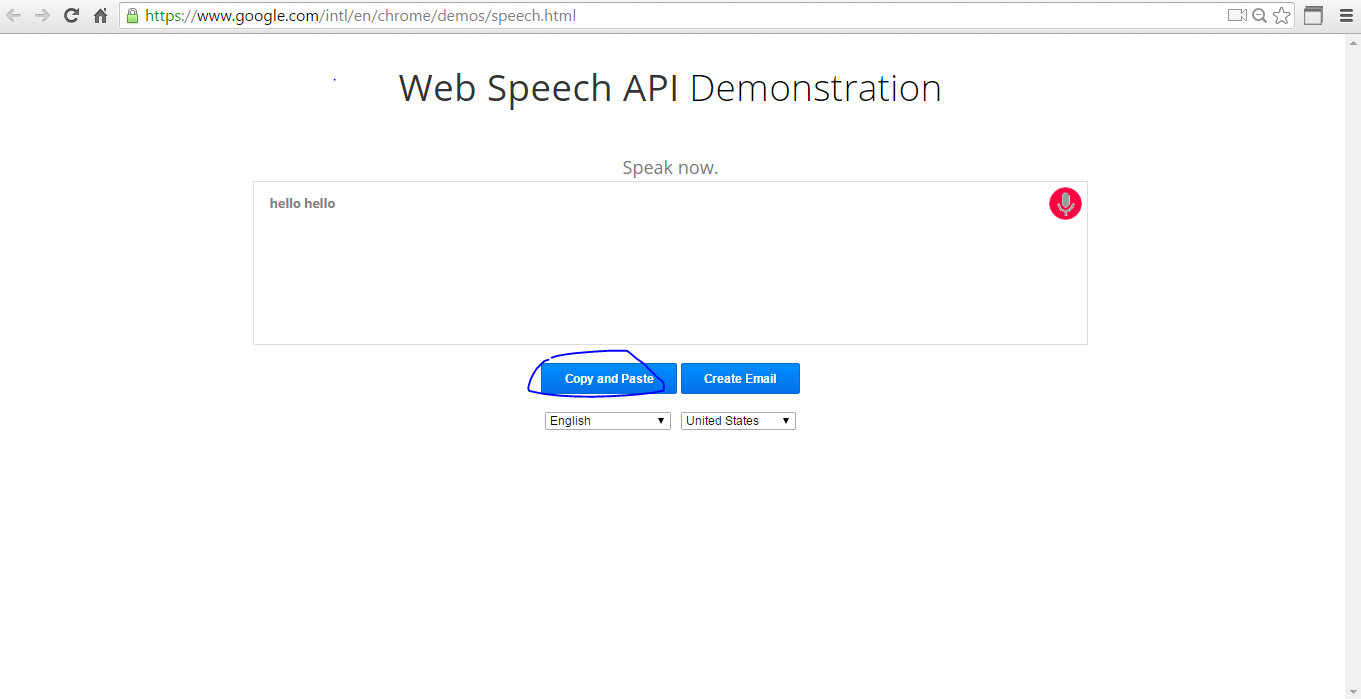 https://www.google.com/intl/en/chrome/demos/speech.html
Web Speech API Demonstration
Speak now.
hello hello
Copy and Paste Create Email
English United States